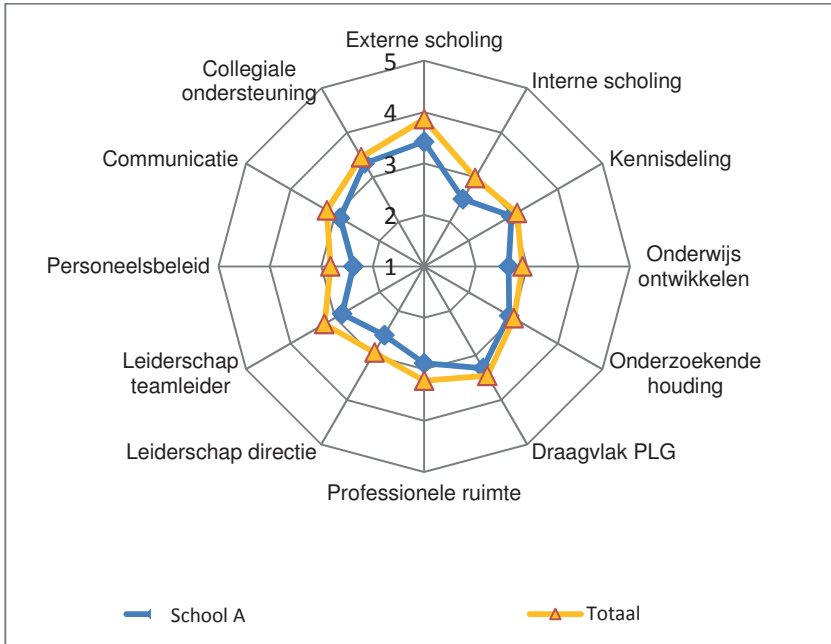 Externe scholing
Interne scholing
Kennisdeling
Onderwijs
ontwikkelen
Onderzoekende
houding
Draagvlak PLG
Professionele ruimte
Leiderschap directie
Leiderschap
teamleider
Personeelsbeleid
Communicatie
Collegiale
ondersteuning
5
4
3
2
1
School A
Totaal